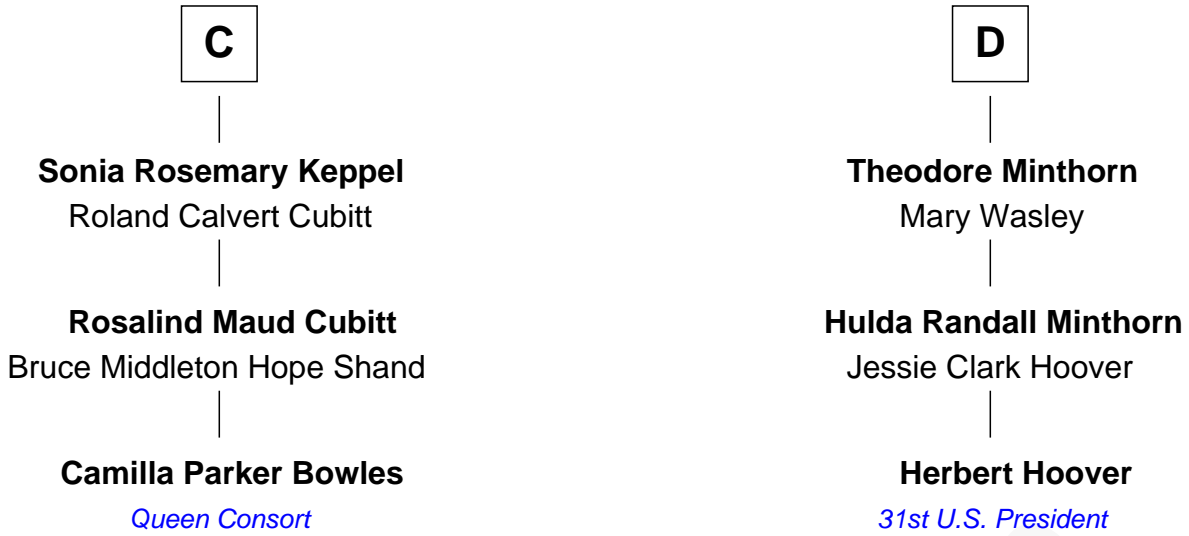 C
Sonia Rosemary Keppel
Roland Calvert Cubitt
Rosalind Maud Cubitt
Bruce Middleton Hope Shand
Camilla Parker Bowles
Queen Consort
D
Theodore Minthorn
Mary Wasley
Hulda Randall Minthorn
Jessie Clark Hoover
Herbert Hoover
31st U.S. President